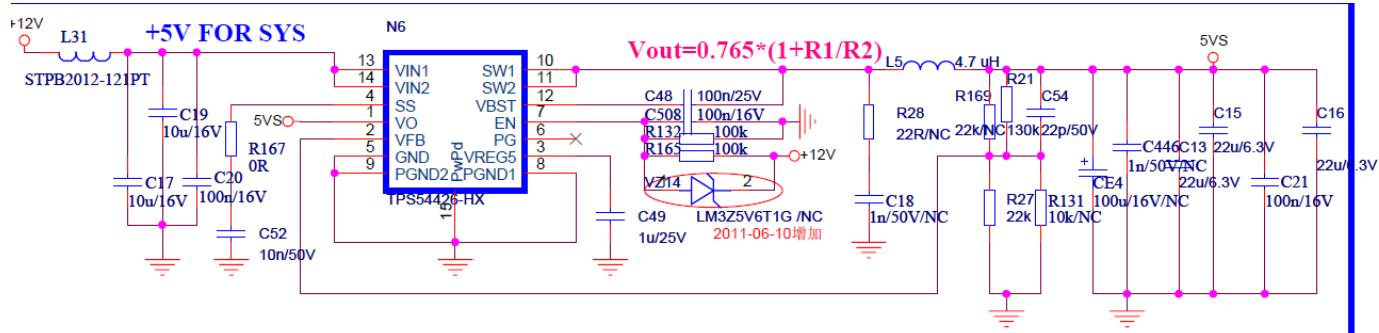 +12V
L31
STPB2012-121PT
+5V FOR SYS
N6
Vout=0.765*(1+R1/R2)
5VS
13 VIN1 SW1 10
14 VIN2 SW2 11
4 SS VBST 12
1 VO EN 7
2 VFB PG 6
5 GND VREG5 3
9 PGND2 PGND1 8
PwPd
15
TPS54426-HX
5VS
C19
10u/16V
C17
10u/16V
C20
100n/16V
R167
0R
C52
10n/50V
C48 100n/25V
C508 100n/16V
R132 100k
R165 100k
+12V
VZ14
2
LM3Z5V6T1G /NC
2011-06-10增加
C49
1u/25V
L5 4.7 uH
R28
22R/NC
C18
1n/50V/NC
R169
22k/NC
R21
130k
C54
22p/50V
R27
22k
R131
10k/NC
CE4
100u/16V/NC
C446
1n/50V/NC
C13
22u/6.3V
C15
22u/6.3V
C21
100n/16V
C16
22u/6.3V